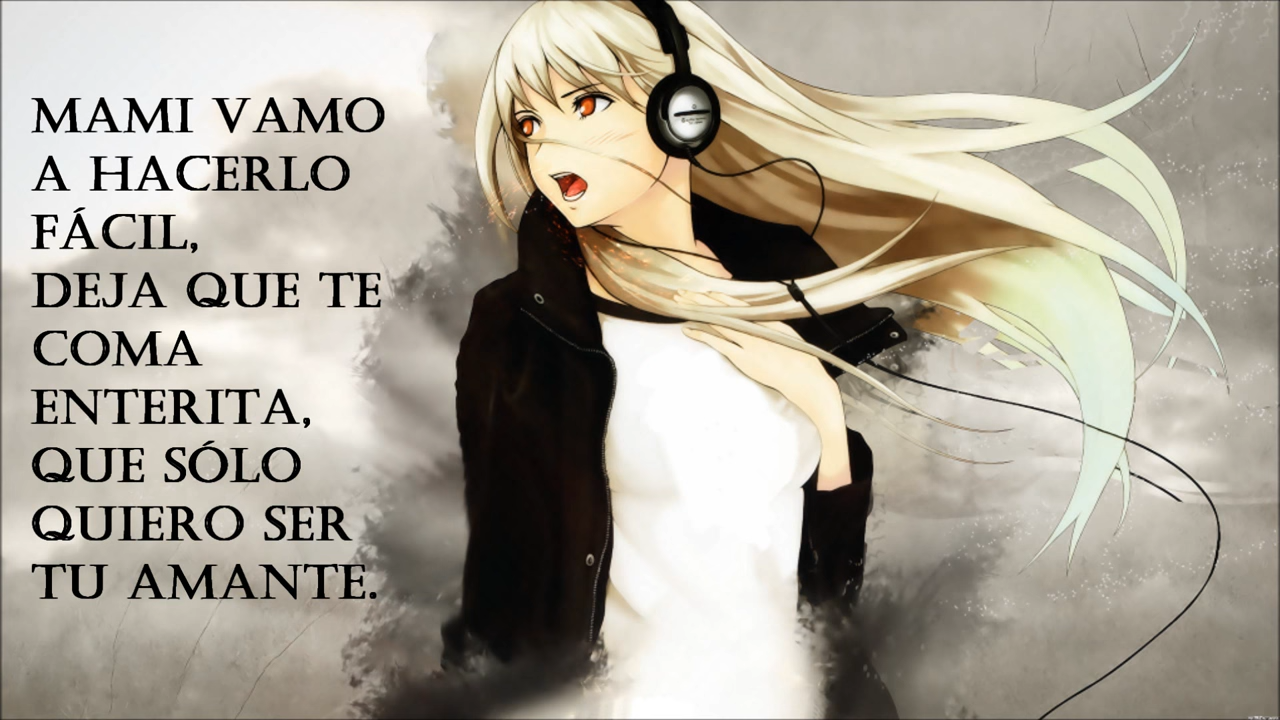 MAMI VAMO
A HACERLO
FÁCIL,
DEJA QUE TE
COMA
ENTERITA,
QUE SÓLO
QUIERO SER
TU AMANTE.